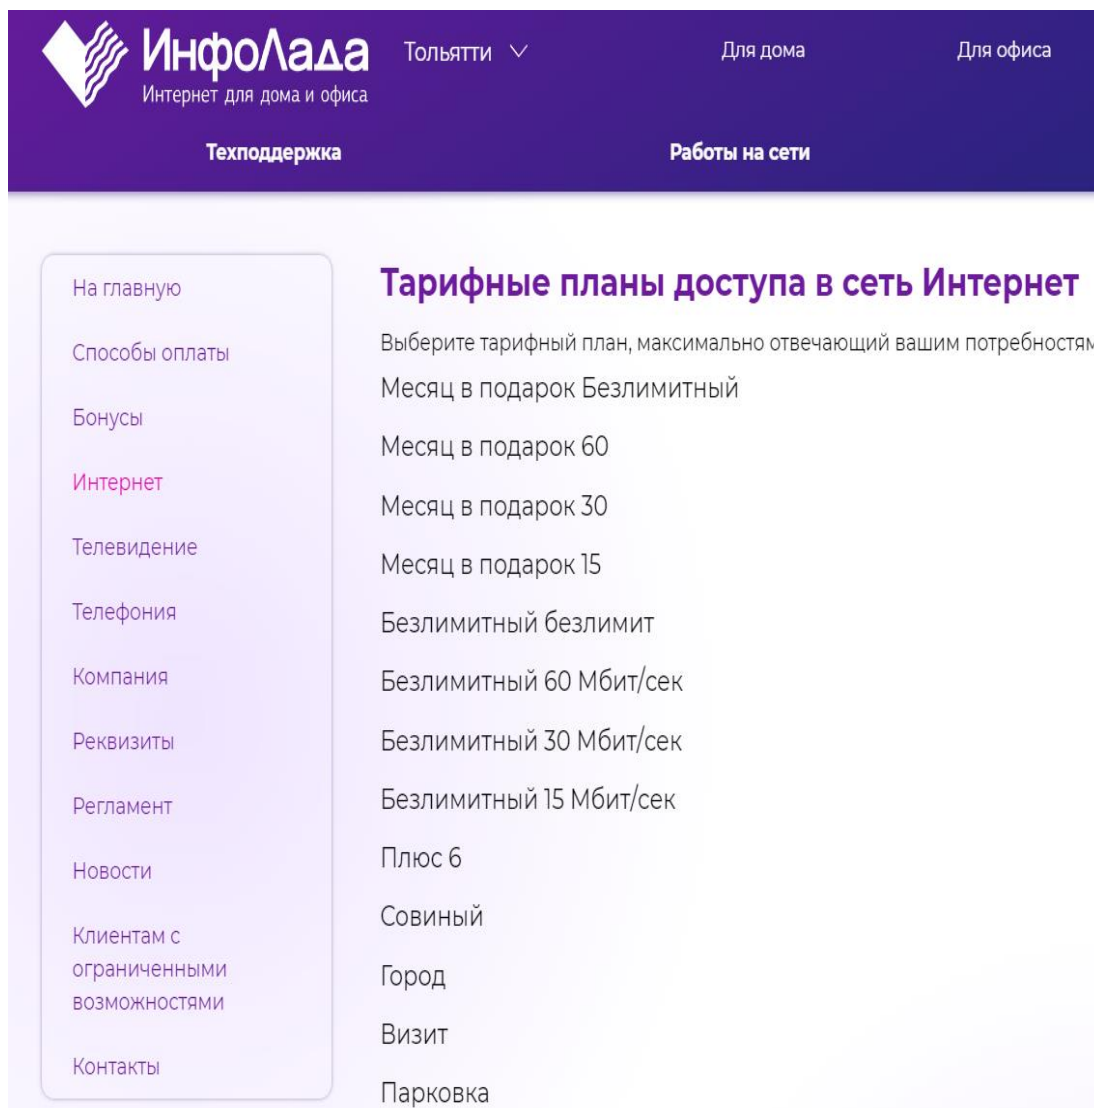 ИнфоЛада
Интернет для дома и офиса
Тольятти
Для дома
Для офиса
Техподдержка
Работы на сети
На главную
Способы оплаты
Бонусы
Интернет
Телевидение
Телефония
Компания
Реквизиты
Регламент
Новости
Клиентам с
ограниченными
возможностями
Контакты
Тарифные планы доступа в сеть Интернет
Выберите тарифный план, максимально отвечающий вашим потребностям
Месяц в подарок Безлимитный
Месяц в подарок 60
Месяц в подарок 30
Месяц в подарок 15
Безлимитный безлимит
Безлимитный 60 Мбит/сек
Безлимитный 30 Мбит/сек
Безлимитный 15 Мбит/сек
Плюс 6
Совиный
Город
Визит
Парковка